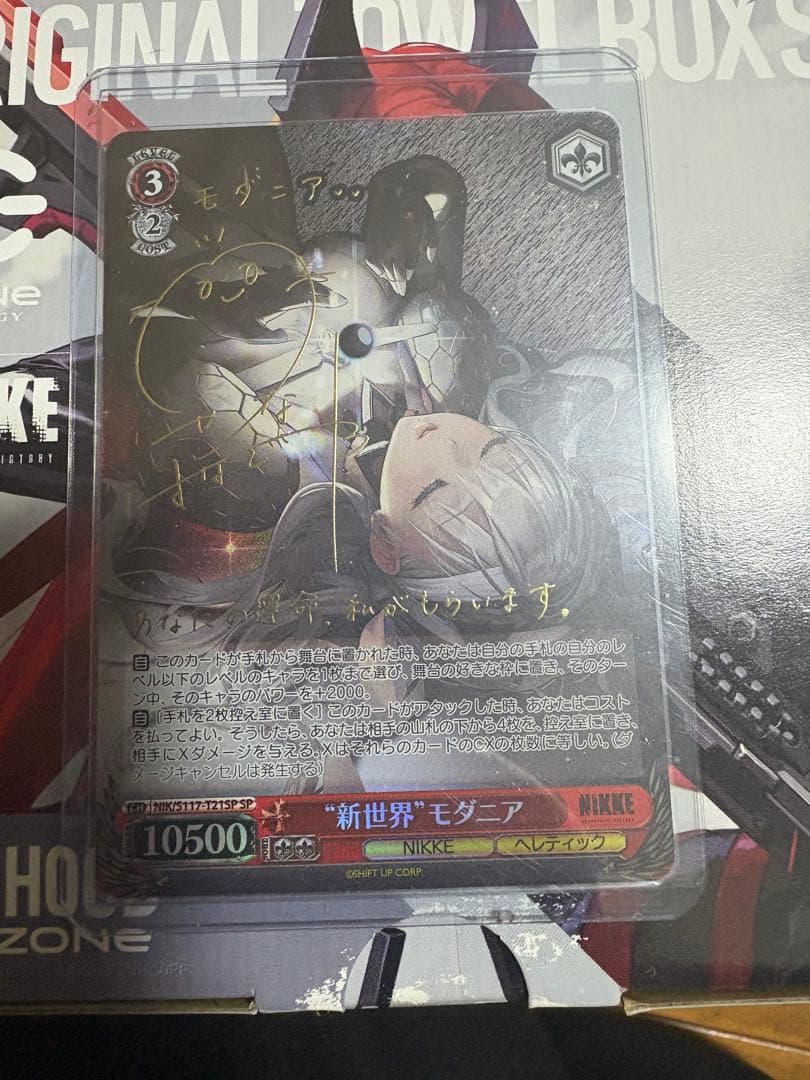 RIGINAL TOWEL BOX S
NE
GY
KE
ICTORY
LEVEL
3
2
COST
モダニア..
あなたの運命、私がもらいます。
自 このカードが手札から舞台に置かれた時、あなたは自分の手札の自分のレ
ベル以下のレベルのキャラを1枚まで選び、舞台の好きな枠に置き、そのター
ン中、そのキャラのパワーを+2000。
自 [手札を2枚控え室に置く] このカードがアタックした時、あなたはコスト
を払ってよい。そうしたら、あなたは相手の山札の下から4枚を、控え室に置き、
相手にXダメージを与える。Xはそれらのカードのの枚数に等しい。(ダ
メージキャンセルは発生する)
NIK/S117-T21SP SP
“新世界”モダニア
NIKKE
10500
SOUL
NIKKE
ヘレティック
©SHIFT UP CORP.
HOU
ZONE